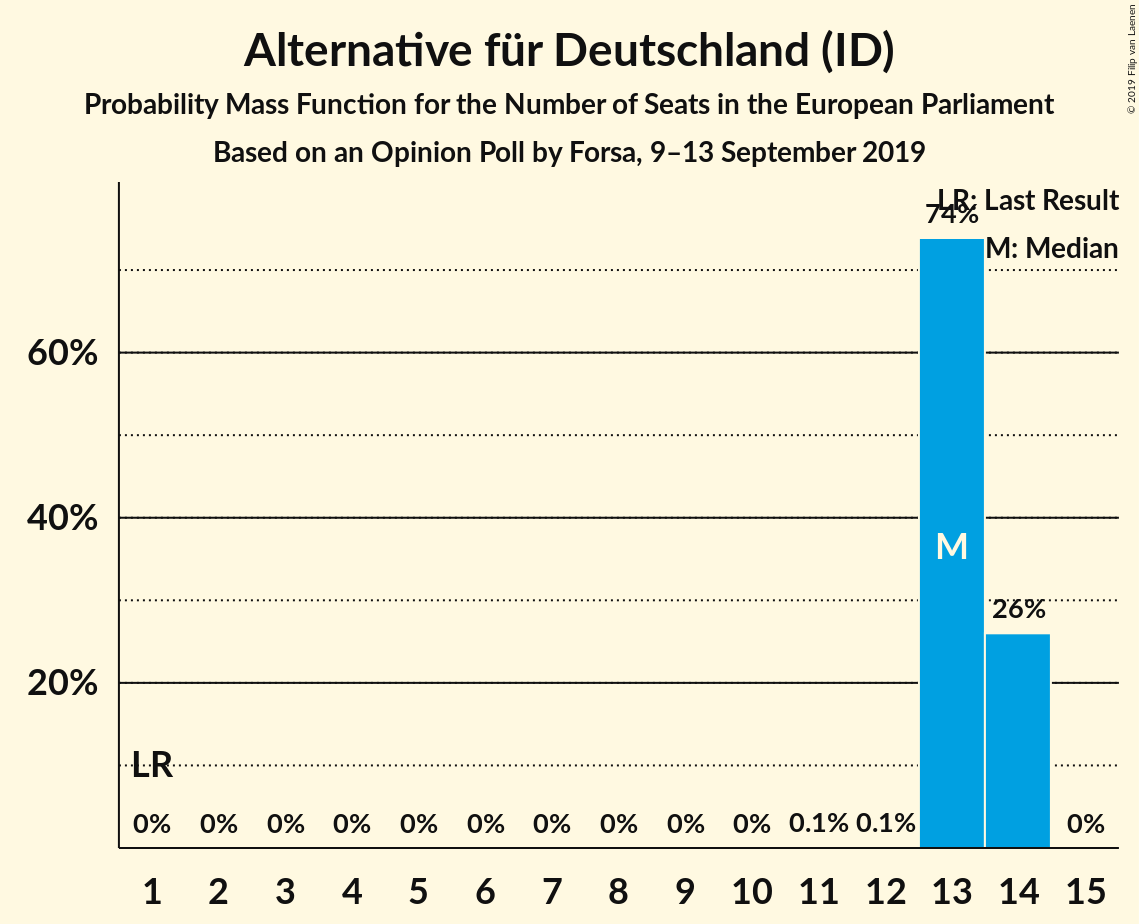 Alternative für Deutschland (ID)
Probability Mass Function for the Number of Seats in the European Parliament
Based on an Opinion Poll by Forsa, 9–13 September 2019
© 2019 Filip van Laenen
LR: Last Result
M: Median
74%
60%
40%
M
26%
20%
LR
0% 0% 0% 0% 0% 0% 0% 0% 0% 0% 0.1% 0.1% 0%
1 2 3 4 5 6 7 8 9 10 11 12 13 14 15